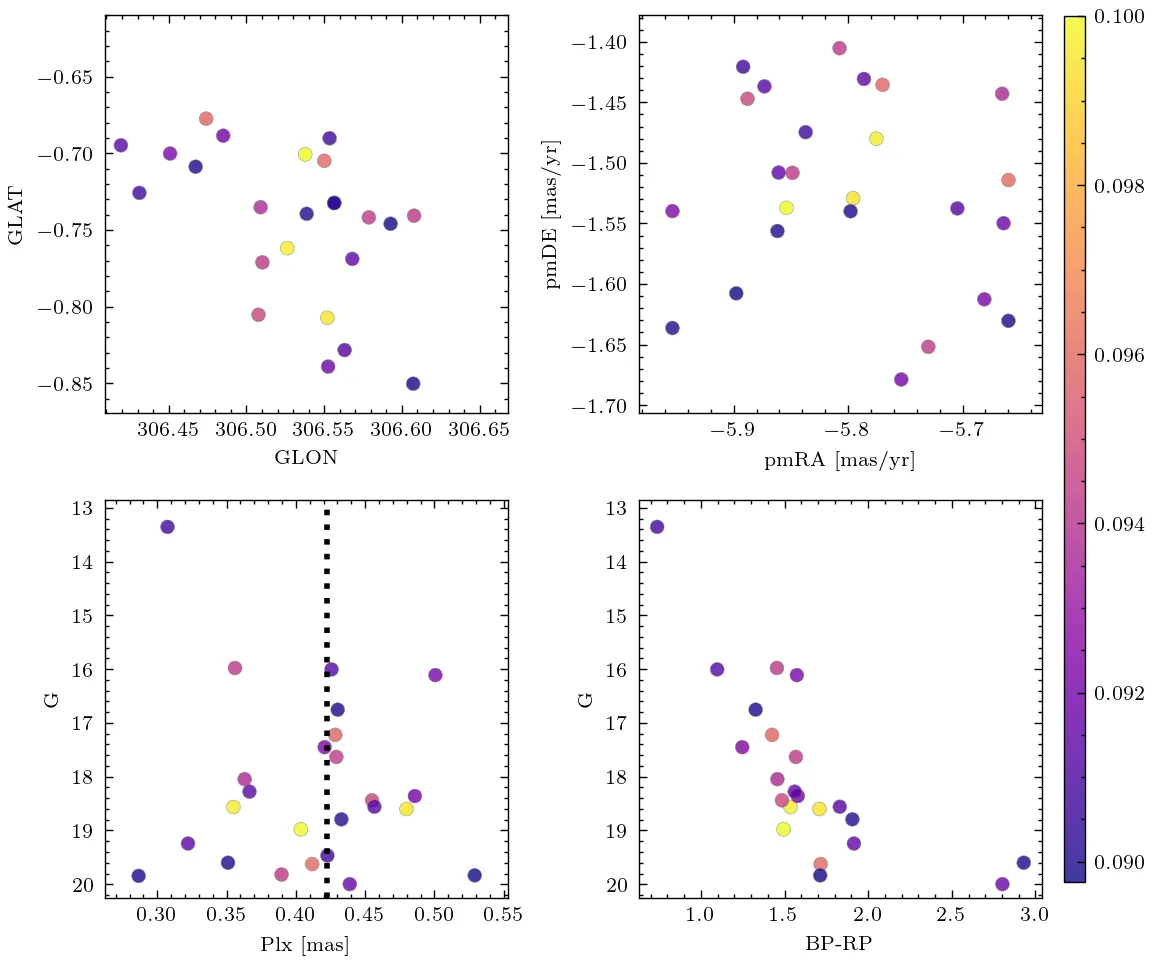 −0.65
−0.70
−0.75
−0.80
−0.85
GLAT
306.45 306.50 306.55 306.60 306.65
GLON
−1.40
−1.45
−1.50
−1.55
−1.60
−1.65
−1.70
pmDE [mas/yr]
−5.9 −5.8 −5.7
pmRA [mas/yr]
0.100
0.098
0.096
0.094
0.092
0.090
13
14
15
16
17
18
19
20
G
0.30 0.35 0.40 0.45 0.50 0.55
Plx [mas]
13
14
15
16
17
18
19
20
G
1.0 1.5 2.0 2.5 3.0
BP-RP